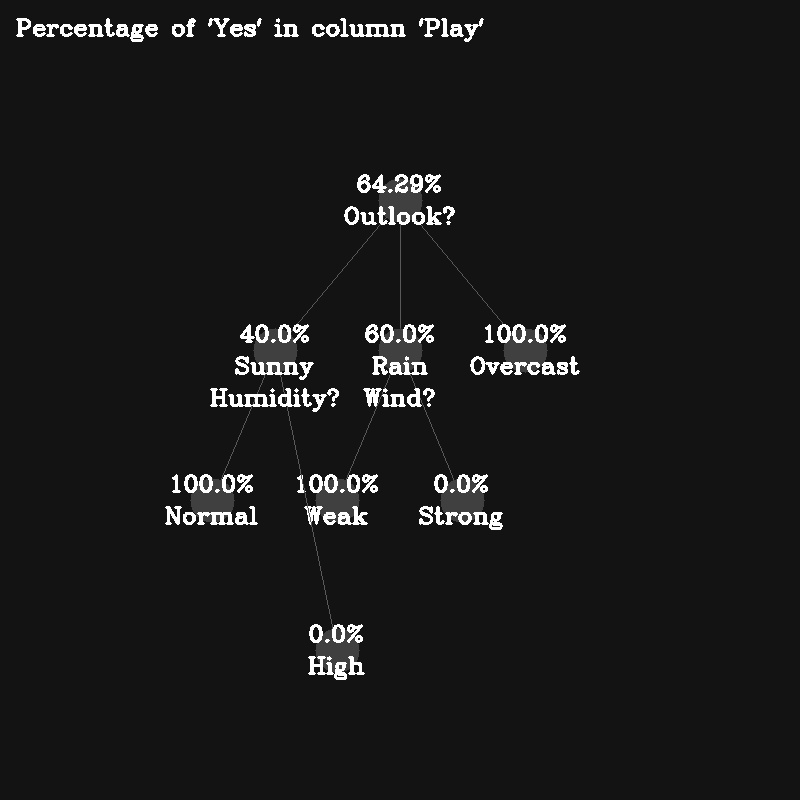 Percentage of 'Yes' in column 'Play'
64.29%
Outlook?
40.0%
Sunny
Humidity?
60.0%
Rain
Wind?
100.0%
Overcast
100.0%
Normal
100.0%
Weak
0.0%
Strong
0.0%
High